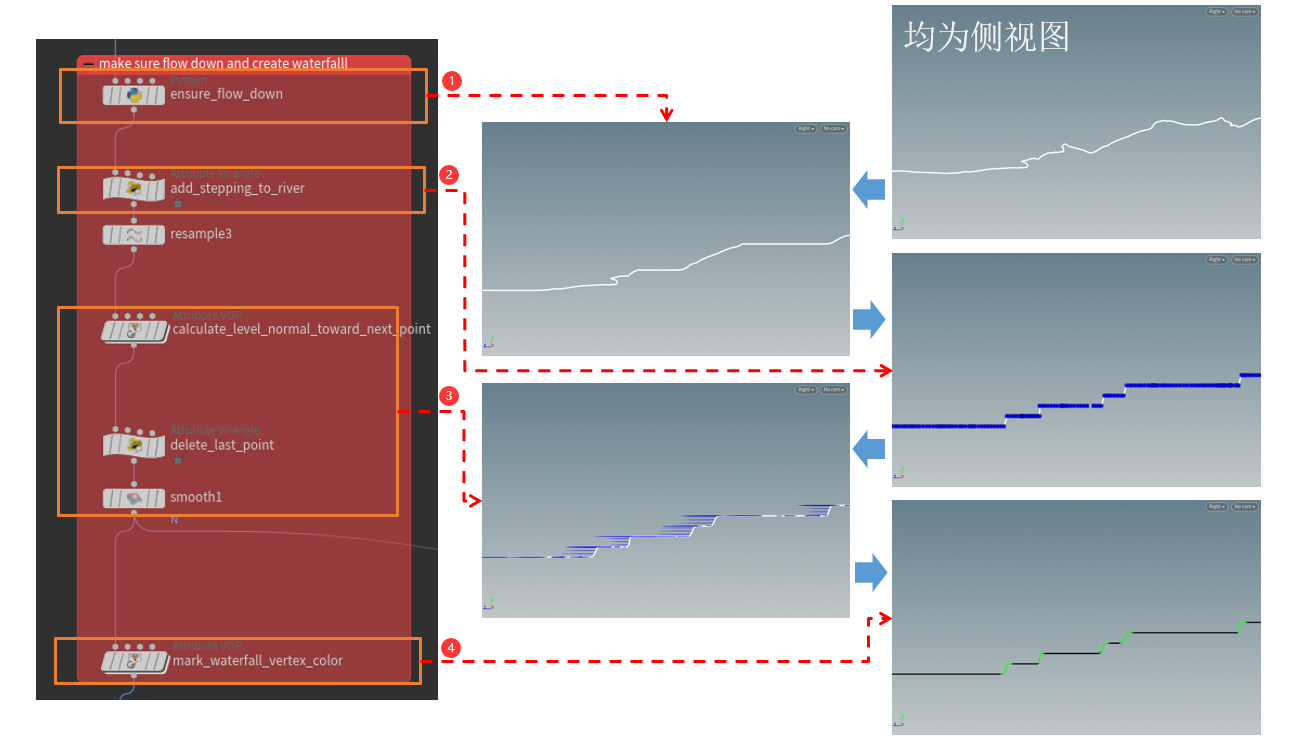 make sure flow down and create waterfalll
Python
ensure_flow_down
Attribute Wrangle
add_stepping_to_river
resample3
Attribute VOP
calculate_level_normal_toward_next_point
Attribute Wrangle
delete_last_point
smooth1
N
Attribute VOP
mark_waterfall_vertex_color
1
2
3
4
均为侧视图
Right
No cam
Right
No cam
Right
No cam
Right
No cam
Right
No cam